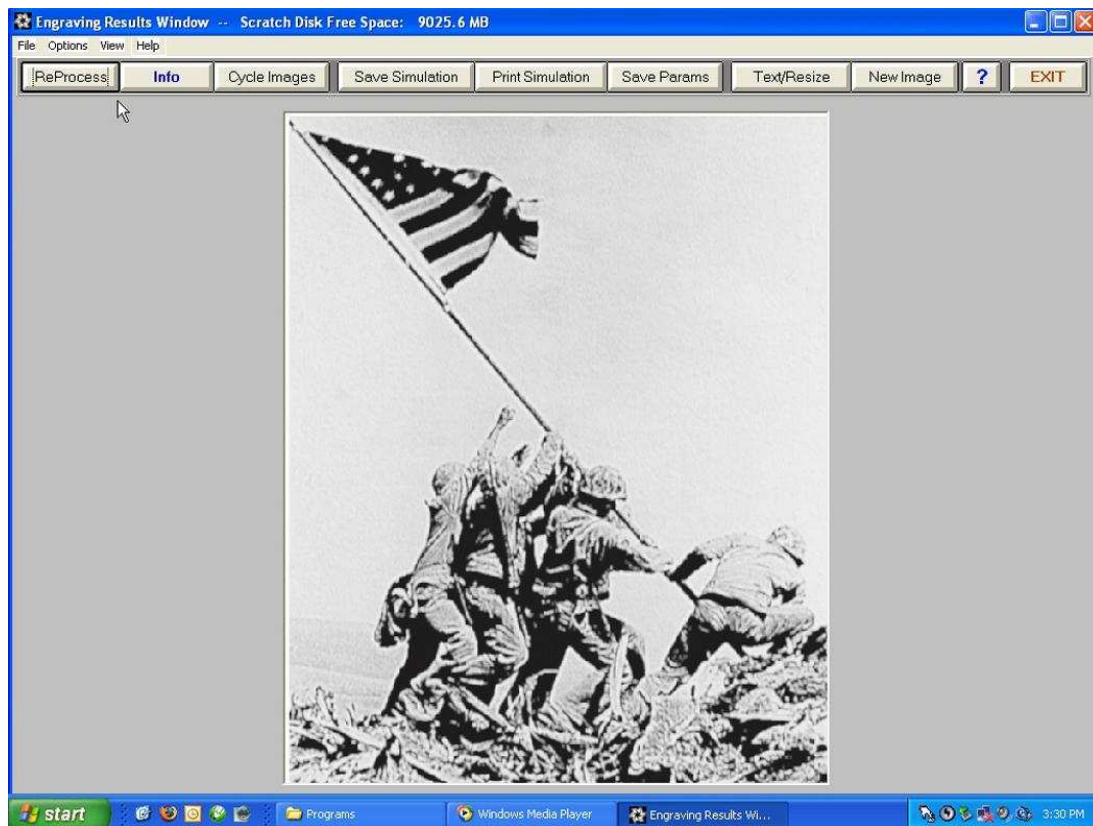 Engraving Results Window -- Scratch Disk Free Space: 9025.6 MB
File Options View Help
ReProcess Info Cycle Images Save Simulation Print Simulation Save Params Text/Resize New Image ? EXIT
start Programs Windows Media Player Engraving Results Wi... 3:30 PM